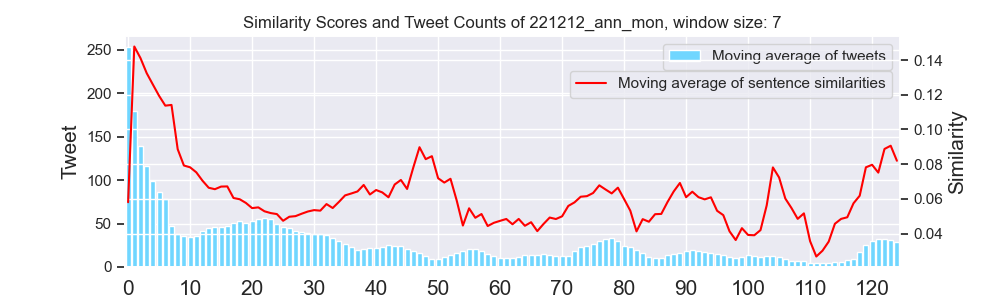 Similarity Scores and Tweet Counts of 221212_ann_mon, window size: 7
Moving average of tweets
Moving average of sentence similarities
Tweet
250
200
150
100
50
0
0 10 20 30 40 50 60 70 80 90 100 110 120
0.14
0.12
0.10
0.08
0.06
0.04
Similarity